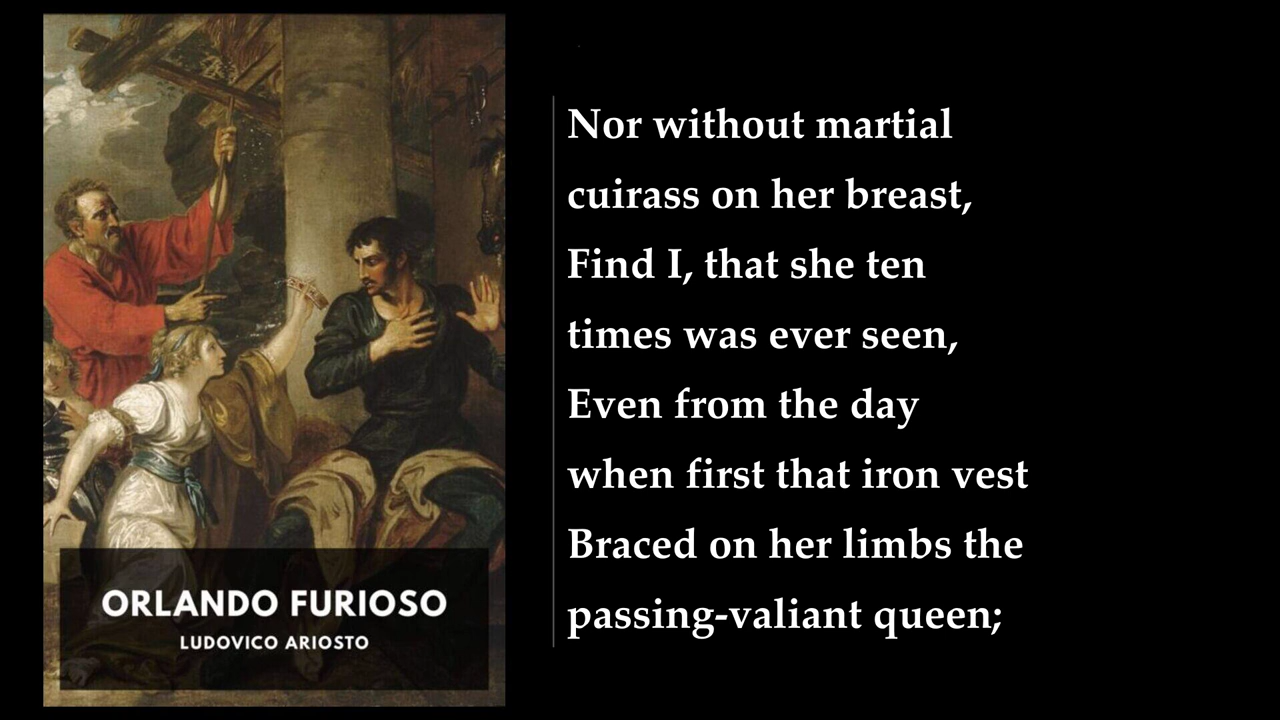 ORLANDO FURIOSO
LUDOVICO ARIOSTO
Nor without martial
cuirass on her breast,
Find I, that she ten
times was ever seen,
Even from the day
when first that iron vest
Braced on her limbs the
passing-valiant queen;